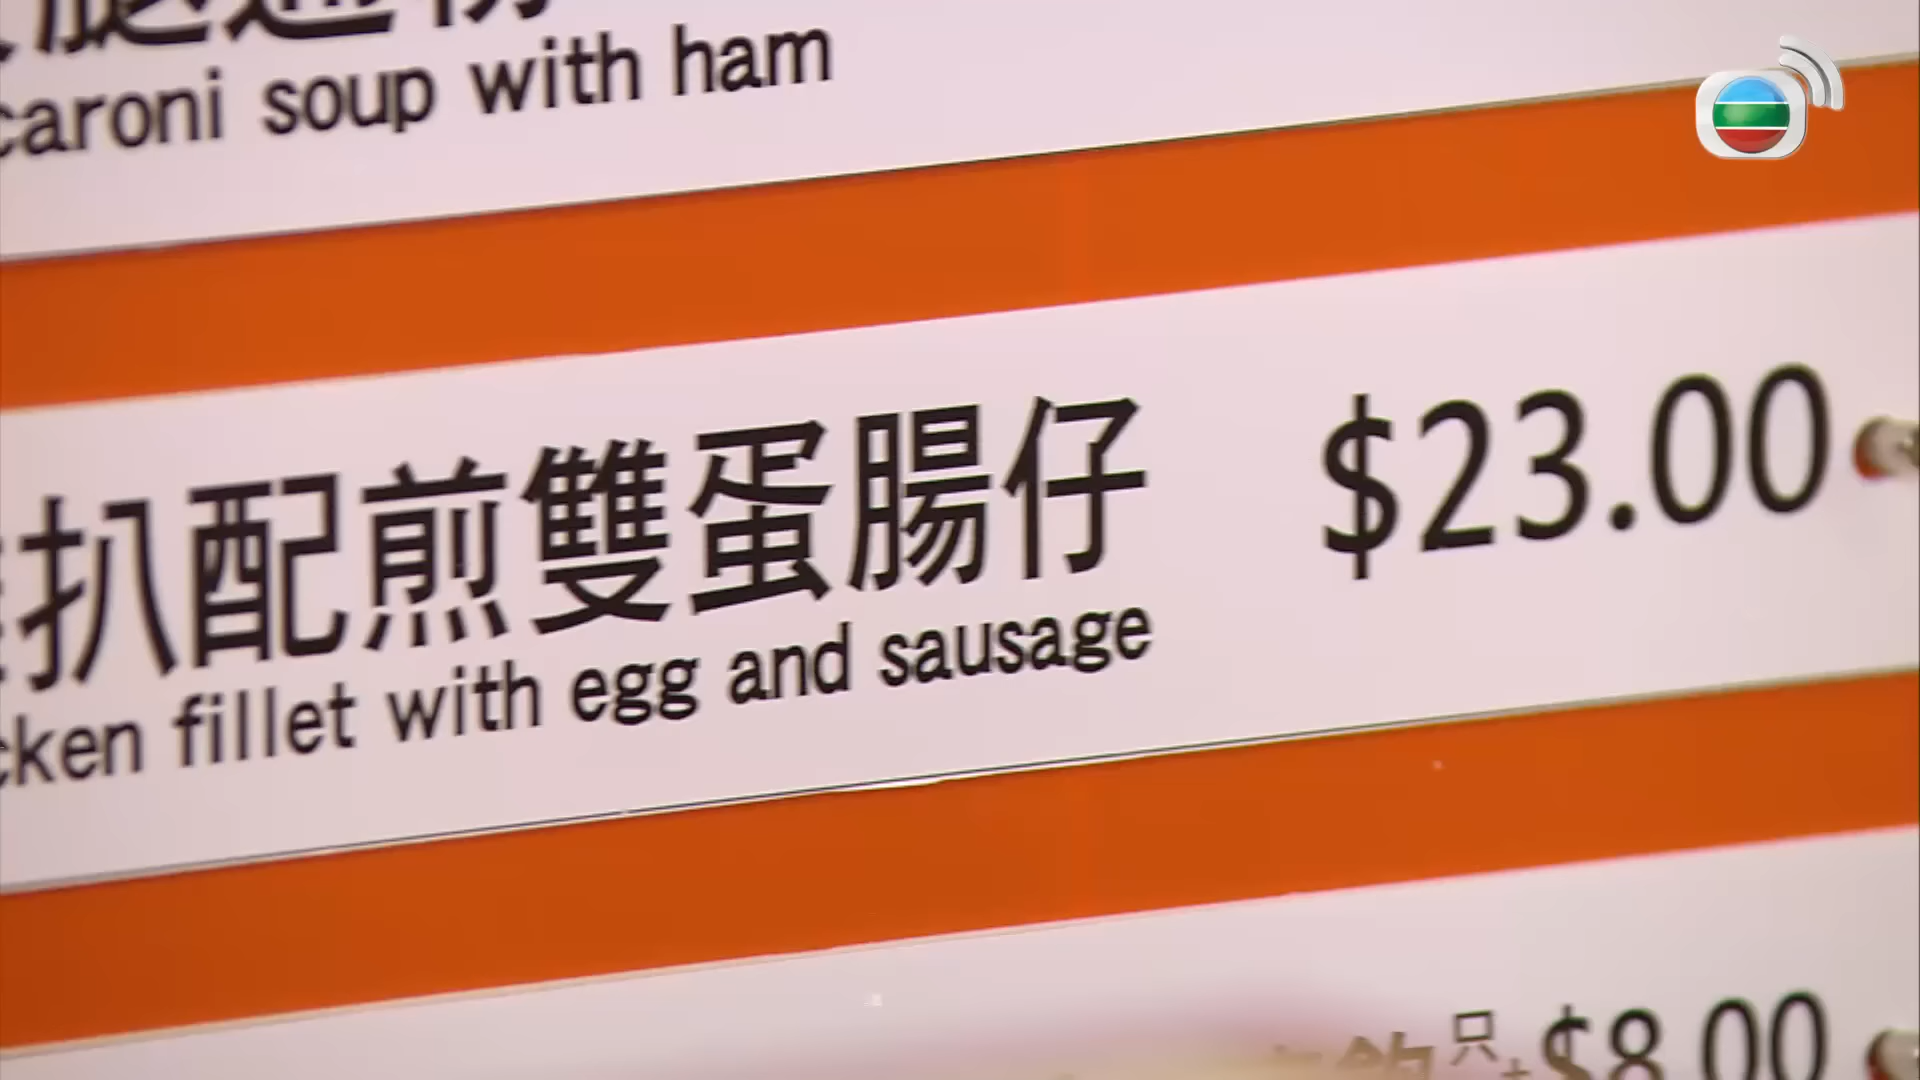 caroni soup with ham
扒配煎雙蛋腸仔 $23.00
cken fillet with egg and sausage
只+$8.00